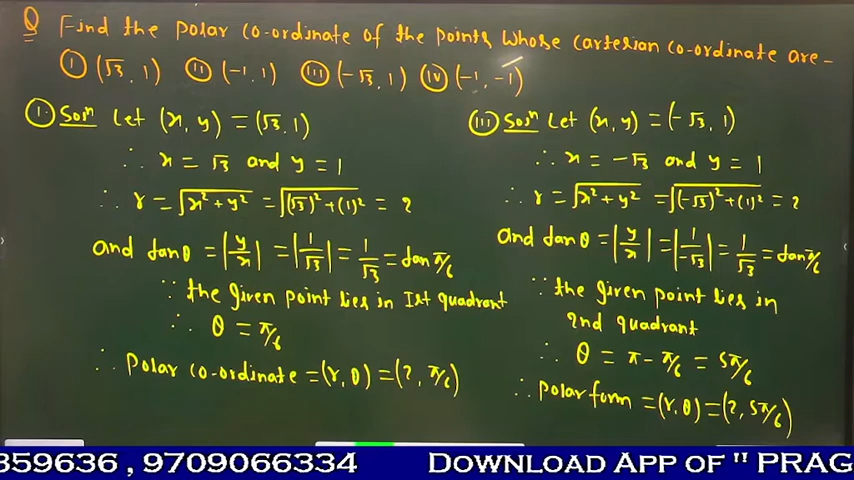 Q Find the Polar co-ordinate of the points whose carterian co-ordinate are-
(i) (√3, 1) (ii) (-1, 1) (iii) (-√3, 1) (iv) (-1, -1)
(i) Solⁿ Let (x, y) = (√3, 1)
∴ x = √3 and y = 1
∴ r = √(x² + y²) = √((√3)² + (1)²) = 2
and tanθ = |y/x| = |1/√3| = 1/√3 = tan π/6
∵ the given point lies in Ist quadrant
∴ θ = π/6
∴ Polar co-ordinate = (r, θ) = (2, π/6)
(iii) Solⁿ Let (x, y) = (-√3, 1)
∴ x = -√3 and y = 1
∴ r = √(x² + y²) = √((-√3)² + (1)²) = 2
and tanθ = |y/x| = |1/-√3| = 1/√3 = tan π/6
∵ the given point lies in
2nd quadrant
∴ θ = π - π/6 = 5π/6
∴ polar form = (r, θ) = (2, 5π/6)
359636 , 9709066334 Download App of " PRAG